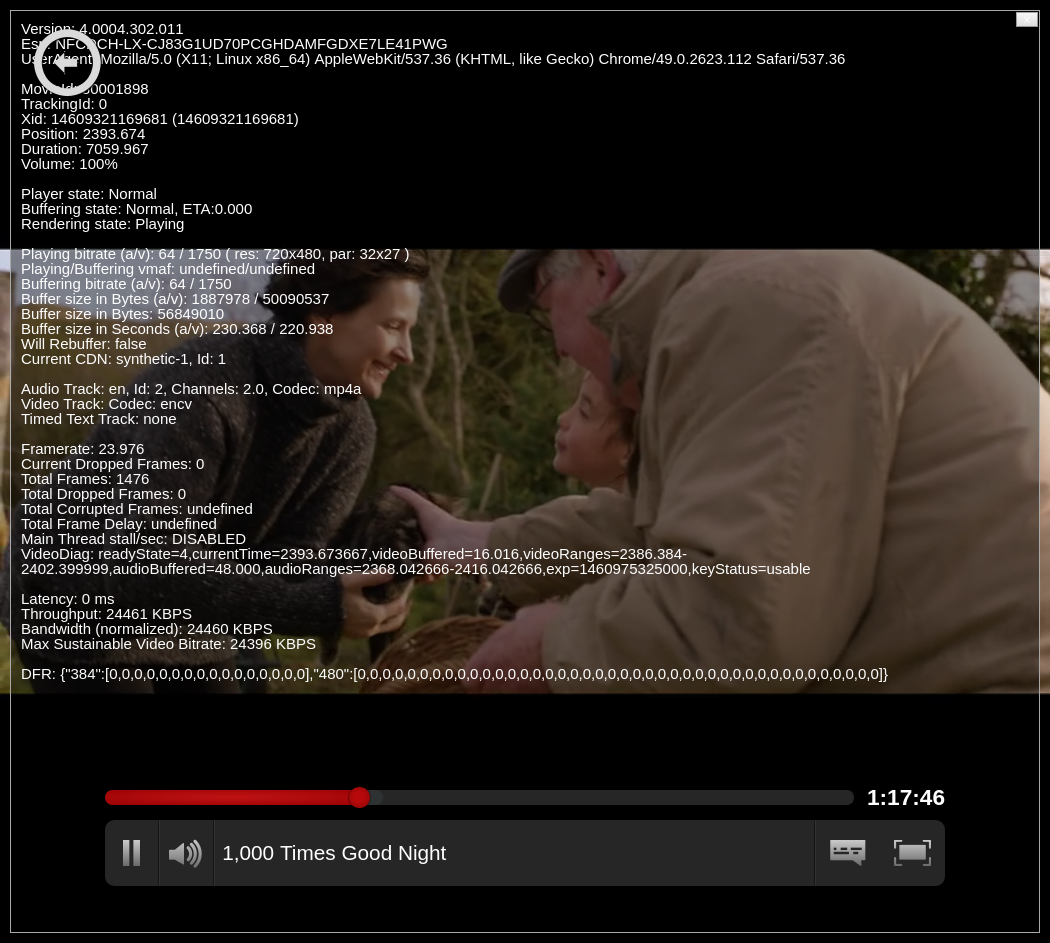 Version: 4.0004.302.011
Esn: NFCDCH-LX-CJ83G1UD70PCGHDAMFGDXE7LE41PWG
UserAgent: Mozilla/5.0 (X11; Linux x86_64) AppleWebKit/537.36 (KHTML, like Gecko) Chrome/49.0.2623.112 Safari/537.36
MovieId:
TrackingId: 0
Xid: 14609321169681 (14609321169681)
Position: 2393.674
Duration: 7059.967
Volume: 100%
Player state: Normal
Buffering state: Normal, ETA:0.000
Rendering state: Playing
Playing bitrate (a/v): 64 / 1750 ( res: 720x480, par: 32x27 )
Playing/Buffering vmaf: undefined/undefined
Buffering bitrate (a/v): 64 / 1750
Buffer size in Bytes (a/v): 1887978 / 50090537
Buffer size in Bytes: 56849010
Buffer size in Seconds (a/v): 230.368 / 220.938
Will Rebuffer: false
Current CDN: synthetic-1, Id: 1
Audio Track: en, Id: 2, Channels: 2.0, Codec: mp4a
Video Track: Codec: encv
Timed Text Track: none
Framerate: 23.976
Current Dropped Frames: 0
Total Frames: 1476
Total Dropped Frames: 0
Total Corrupted Frames: undefined
Total Frame Delay: undefined
Main Thread stall/sec: DISABLED
VideoDiag: readyState=4,currentTime=2393.673667,videoBuffered=16.016,videoRanges=2386.384-
2402.399999,audioBuffered=48.000,audioRanges=2368.042666-2416.042666,exp=1460975325000,keyStatus=usable
Latency: 0 ms
Throughput: 24461 KBPS
Bandwidth (normalized): 24460 KBPS
Max Sustainable Video Bitrate: 24396 KBPS
DFR: {"384":[0,0,0,0,0,0,0,0,0,0,0,0,0,0,0,0],"480":[0,0,0,0,0,0,0,0,0,0,0,0,0,0,0,0,0,0,0,0,0,0,0,0,0,0,0,0,0,0,0,0,0,0,0,0,0,0,0,0,0,0]}
1:17:46
1,000 Times Good Night